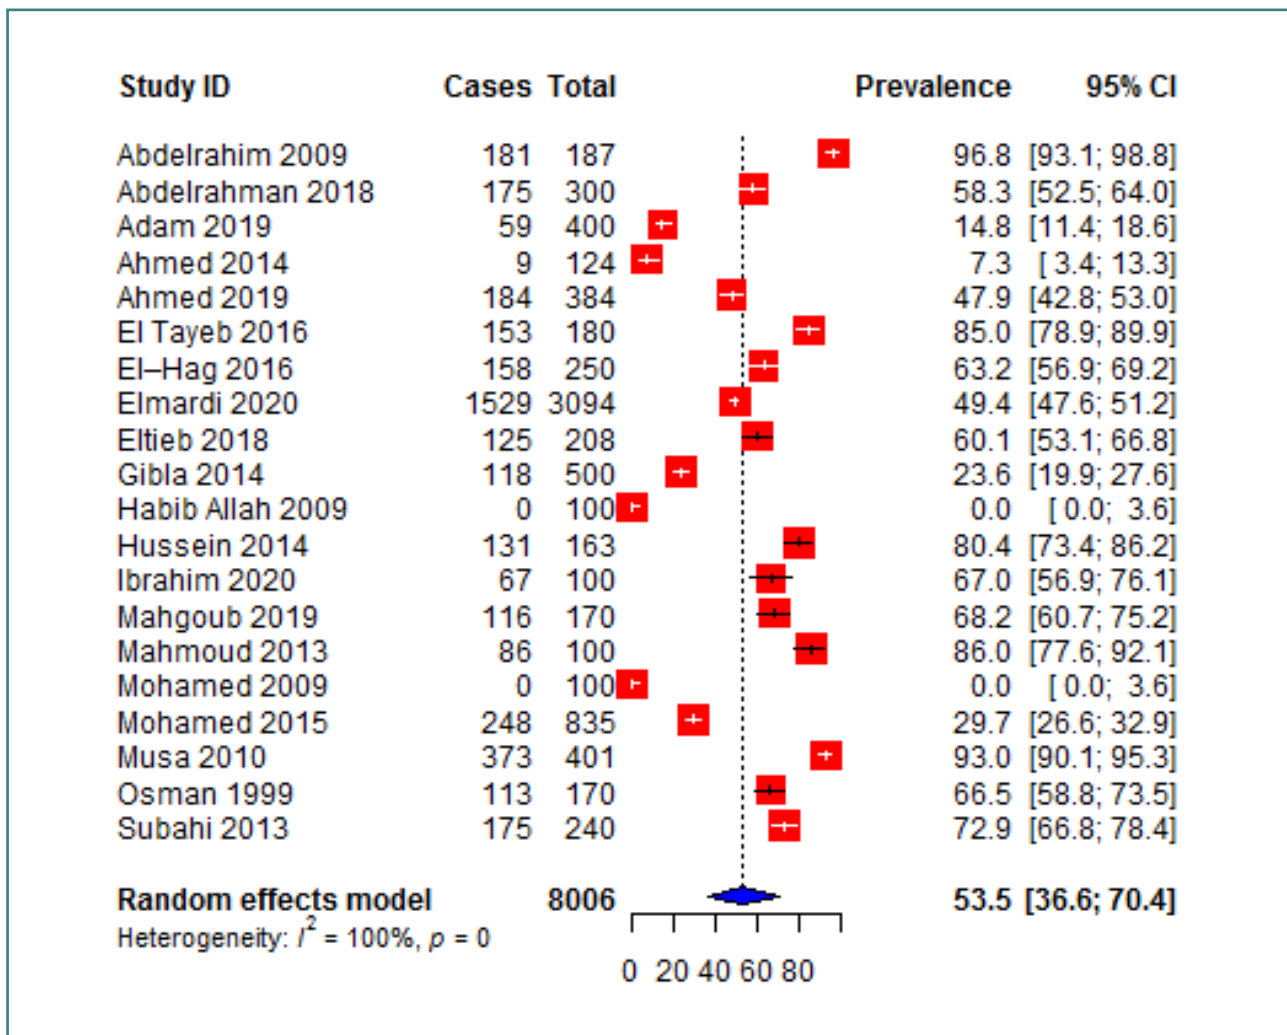 Study ID Cases Total Prevalence 95% CI
Abdelrahim 2009 181 187 96.8 [93.1; 98.8]
Abdelrahman 2018 175 300 58.3 [52.5; 64.0]
Adam 2019 59 400 14.8 [11.4; 18.6]
Ahmed 2014 9 124 7.3 [ 3.4; 13.3]
Ahmed 2019 184 384 47.9 [42.8; 53.0]
El Tayeb 2016 153 180 85.0 [78.9; 89.9]
El–Hag 2016 158 250 63.2 [56.9; 69.2]
Elmardi 2020 1529 3094 49.4 [47.6; 51.2]
Eltieb 2018 125 208 60.1 [53.1; 66.8]
Gibla 2014 118 500 23.6 [19.9; 27.6]
Habib Allah 2009 0 100 0.0 [ 0.0; 3.6]
Hussein 2014 131 163 80.4 [73.4; 86.2]
Ibrahim 2020 67 100 67.0 [56.9; 76.1]
Mahgoub 2019 116 170 68.2 [60.7; 75.2]
Mahmoud 2013 86 100 86.0 [77.6; 92.1]
Mohamed 2009 0 100 0.0 [ 0.0; 3.6]
Mohamed 2015 248 835 29.7 [26.6; 32.9]
Musa 2010 373 401 93.0 [90.1; 95.3]
Osman 1999 113 170 66.5 [58.8; 73.5]
Subahi 2013 175 240 72.9 [66.8; 78.4]
Random effects model 8006 53.5 [36.6; 70.4]
Heterogeneity: I² = 100%, p = 0
0 20 40 60 80